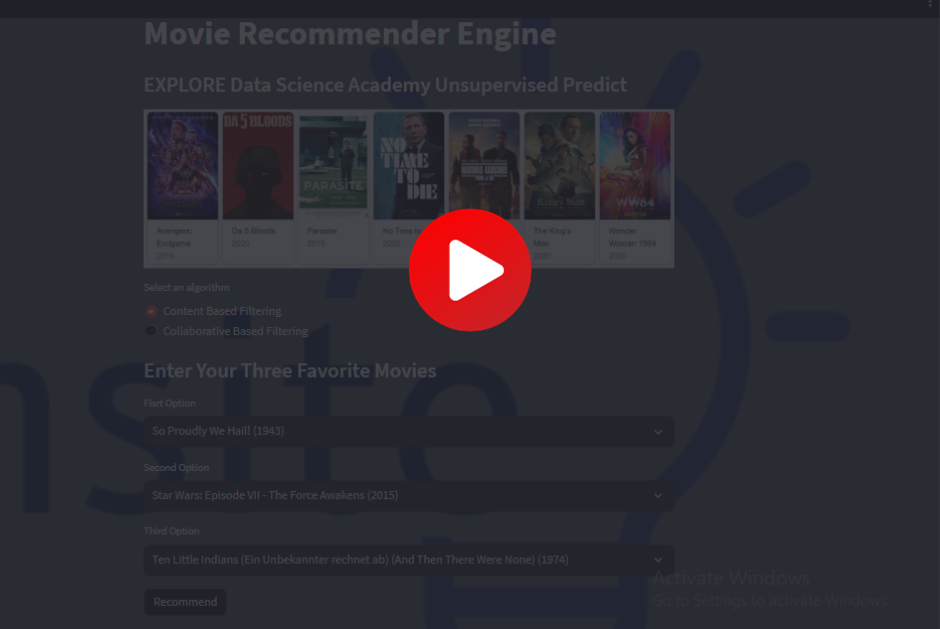 Movie Recommender Engine
EXPLORE Data Science Academy Unsupervised Predict
DA 5 BLOODS
PARASITE
NO
TIME
TO
DIE
King's Man
WW84
Avengers:
Endgame
2019
Da 5 Bloods
2020
Parasite
2019
No Time to
2020
The King's
Man
2020
Wonder
Woman 1984
2020
Select an algorithm
Content Based Filtering
Collaborative Based Filtering
nsite
Enter Your Three Favorite Movies
Fisrt Option
So Proudly We Hail! (1943)
Second Option
Star Wars: Episode VII - The Force Awakens (2015)
Third Option
Ten Little Indians (Ein Unbekannter rechnet ab) (And Then There Were None) (1974)
Recommend
Activate Windows
Go to Settings to activate Windows.